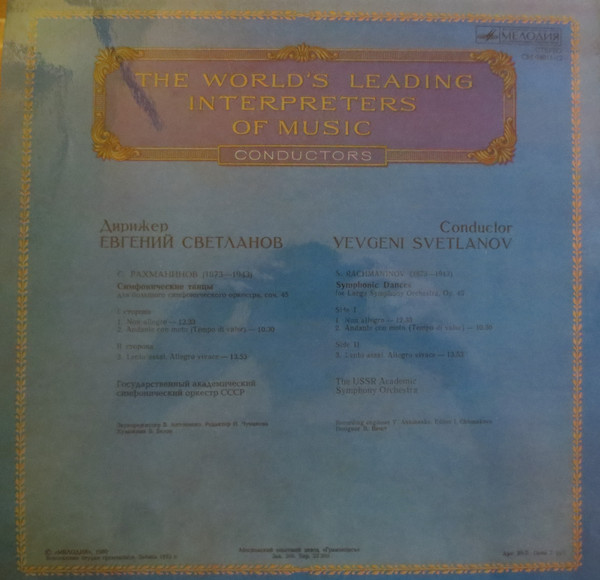 МЕЛОДИЯ
THE WORLD'S LEADING
INTERPRETERS
OF MUSIC
CONDUCTORS
Дирижер
ЕВГЕНИЙ СВЕТЛАНОВ
С. РАХМАНИНОВ (1873—1943)
Симфонические танцы
для большого симфонического оркестра, соч. 45
I сторона
1. Non allegro —
2. Andante con moto (Tempo di valse) — 10.30
II сторона
3. Lento assai. Allegro vivace — 13.53
Государственный академический
симфонический оркестр СССР
Conductor
YEVGENI SVETLANOV
S. RACHMANINOV (1873—1943)
Symphonic Dances
for Large Symphony Orchestra, Op. 45
Side I
1. Non allegro —
2. Andante con moto (Tempo di valse) — 10.30
Side II
3. Lento assai. Allegro vivace — 13.53
The USSR Academic
Symphony Orchestra